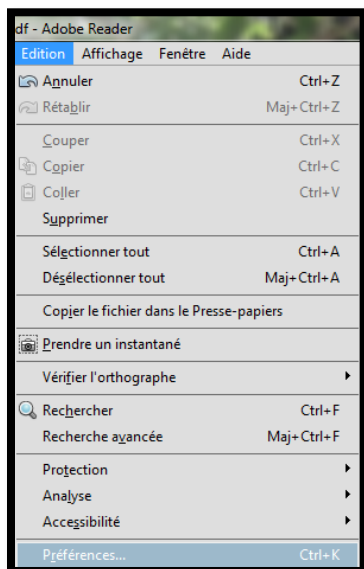 df - Adobe Reader
Edition Affichage Fenêtre Aide
Annuler Ctrl+Z
Rétablir Maj+Ctrl+Z
Couper Ctrl+X
Copier Ctrl+C
Coller Ctrl+V
Supprimer
Sélectionner tout Ctrl+A
Désélectionner tout Maj+Ctrl+A
Copier le fichier dans le Presse-papiers
Prendre un instantané
Vérifier l'orthographe
Rechercher Ctrl+F
Recherche avancée Maj+Ctrl+F
Protection
Analyse
Accessibilité
Préférences... Ctrl+K